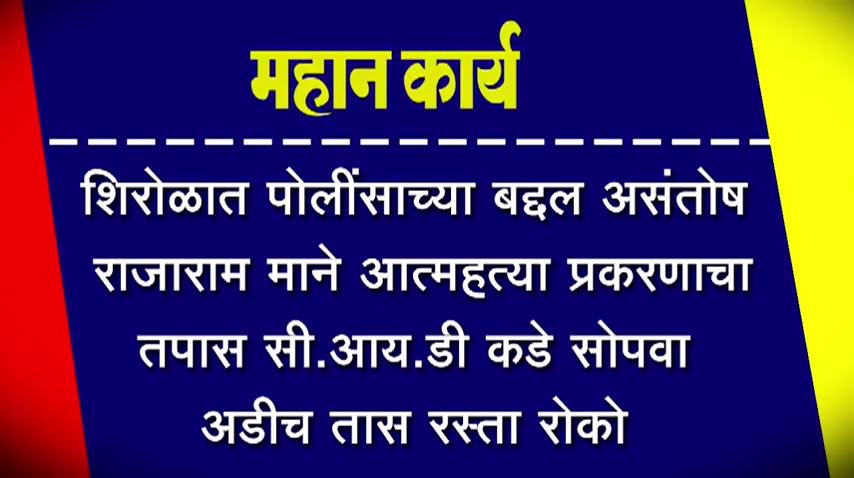 महान कार्य
शिरोळात पोलींसाच्या बद्दल असंतोष
राजाराम माने आत्महत्या प्रकरणाचा
तपास सी.आय.डी कडे सोपवा
अडीच तास रस्ता रोको